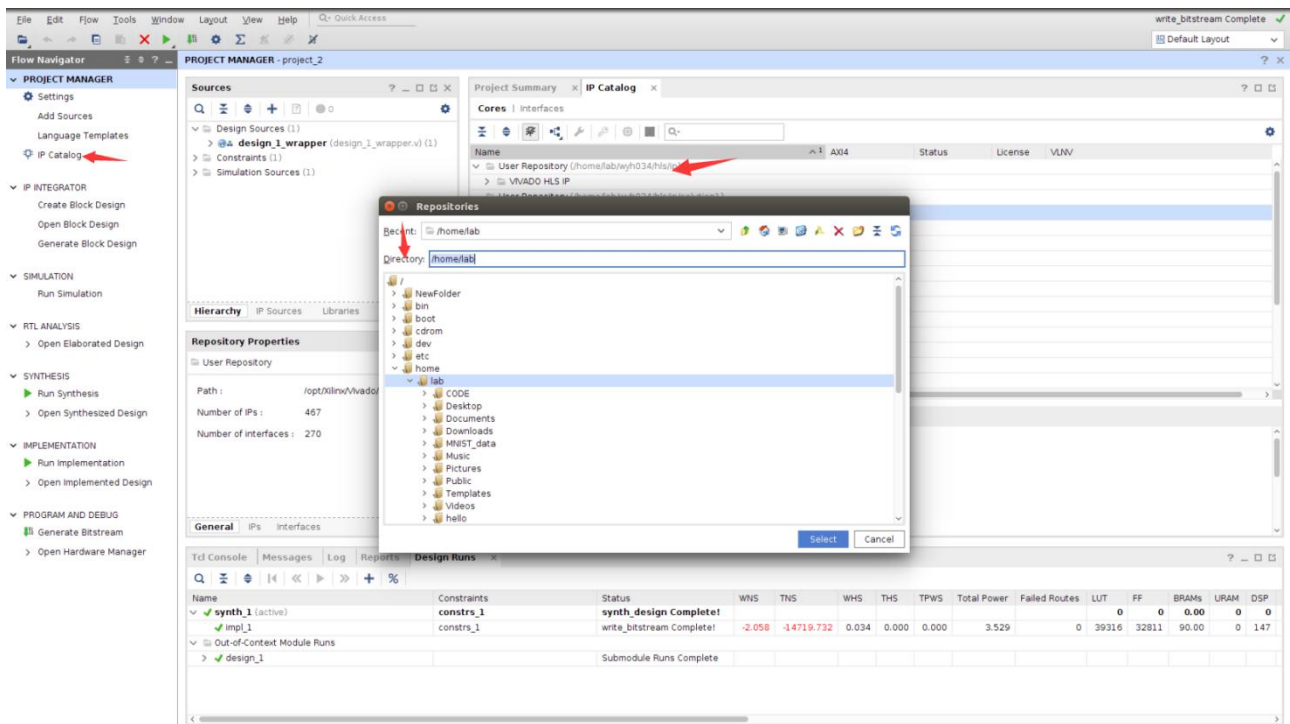 File Edit Flow Tools Window Layout View Help Q- Quick Access write_bitstream Complete
Default Layout
Flow Navigator
PROJECT MANAGER - project_2
PROJECT MANAGER
Settings
Add Sources
Language Templates
IP Catalog
IP INTEGRATOR
Create Block Design
Open Block Design
Generate Block Design
SIMULATION
Run Simulation
RTL ANALYSIS
Open Elaborated Design
SYNTHESIS
Run Synthesis
Open Synthesized Design
IMPLEMENTATION
Run Implementation
Open Implemented Design
PROGRAM AND DEBUG
Generate Bitstream
Open Hardware Manager
Sources
0
Design Sources (1)
design_1_wrapper (design_1_wrapper.v) (1)
Constraints (1)
Simulation Sources (1)
Hierarchy IP Sources Libraries
Repository Properties
User Repository
Path : /opt/Xilinx/Vivado/
Number of IPs : 467
Number of interfaces : 270
General IPs Interfaces
Project Summary IP Catalog
Cores | Interfaces
Name 1 AXI4 Status License VLNV
User Repository (/home/lab/wyh034/hls/ip)
VIVADO HLS IP
Repositories
Recent: /home/lab
Directory: /home/lab
/
NewFolder
bin
boot
cdrom
dev
etc
home
lab
CODE
Desktop
Documents
Downloads
MNIST_data
Music
Pictures
Public
Templates
Videos
hello
Select Cancel
Tcl Console Messages Log Reports Design Runs
Name Constraints Status WNS TNS WHS THS TPWS Total Power Failed Routes LUT FF BRAMs URAM DSP
synth_1 (active) constrs_1 synth_design Complete! 0 0 0.00 0 0
impl_1 constrs_1 write_bitstream Complete! -2.058 -14719.732 0.034 0.000 0.000 3.529 0 39316 32811 90.00 0 147
Out-of-Context Module Runs
design_1 Submodule Runs Complete